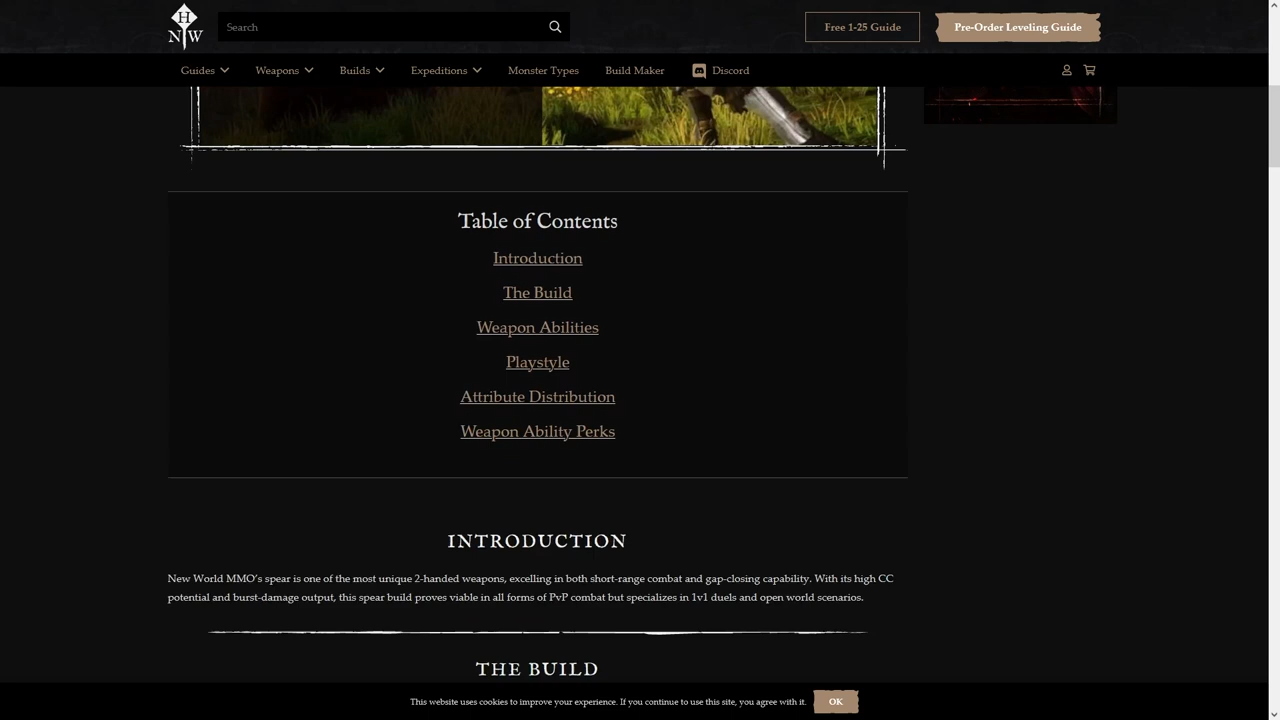 H
N W
Search
Free 1-25 Guide
Pre-Order Leveling Guide
Guides
Weapons
Builds
Expeditions
Monster Types
Build Maker
Discord
Table of Contents
Introduction
The Build
Weapon Abilities
Playstyle
Attribute Distribution
Weapon Ability Perks
INTRODUCTION
New World MMO's spear is one of the most unique 2-handed weapons, excelling in both short-range combat and gap-closing capability. With its high CC
potential and burst-damage output, this spear build proves viable in all forms of PvP combat but specializes in 1v1 duels and open world scenarios.
THE BUILD
This website uses cookies to improve your experience. If you continue to use this site, you agree with it.
OK